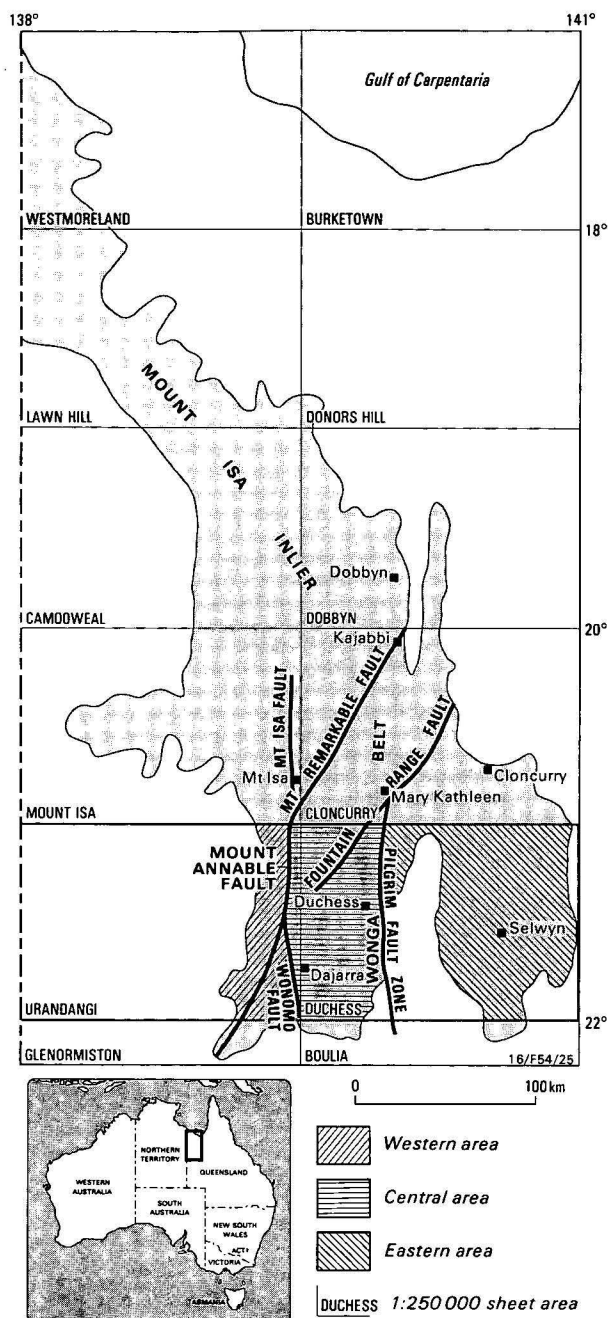 138°
141°
Gulf of Carpentaria
WESTMORELAND
BURKETOWN
18°
MOUNT
ISA
INLIER
LAWN HILL
DONORS HILL
Dobbyn
CAMOOWEAL
DOBBYN
20°
Kajabbi
MT ISA FAULT
MT REMARKABLE FAULT
BELT
FOUNTAIN RANGE FAULT
Mt Isa
Cloncurry
Mary Kathleen
MOUNT ISA
CLONCURRY
MOUNT
ANNABLE
FAULT
PILGRIM FAULT ZONE
Duchess
WONGA
Selwyn
Dajarra
WONOMO
FAULT
URANDANGI
DUCHESS
22°
GLENORMISTON
BOULIA
16/F54/25
0
100 km
NORTHERN
TERRITORY
QUEENSLAND
WESTERN
AUSTRALIA
SOUTH
AUSTRALIA
NEW SOUTH
WALES
ACT
VICTORIA
TASMANIA
Western area
Central area
Eastern area
DUCHESS 1:250 000 sheet area